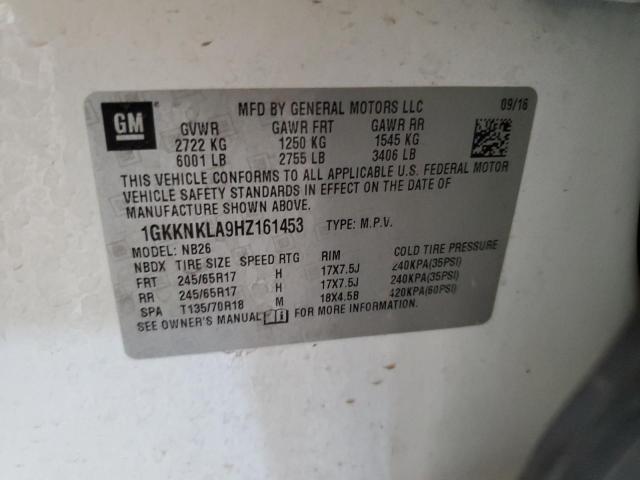 GM
MFD BY GENERAL MOTORS LLC 09/16
GVWR GAWR FRT GAWR RR
2722 KG 1250 KG 1545 KG
6001 LB 2755 LB 3406 LB
THIS VEHICLE CONFORMS TO ALL APPLICABLE U.S. FEDERAL MOTOR
VEHICLE SAFETY STANDARDS IN EFFECT ON THE DATE OF
MANUFACTURE SHOWN ABOVE.
1GKKNKLA9HZ161453 TYPE: M.P.V.
MODEL: NB26
NBDX TIRE SIZE SPEED RTG RIM COLD TIRE PRESSURE
FRT 245/65R17 H 17X7.5J 240KPA(35PSI)
RR 245/65R17 H 17X7.5J 240KPA(35PSI)
SPA T135/70R18 M 18X4.5B 420KPA(60PSI)
SEE OWNER'S MANUAL FOR MORE INFORMATION.